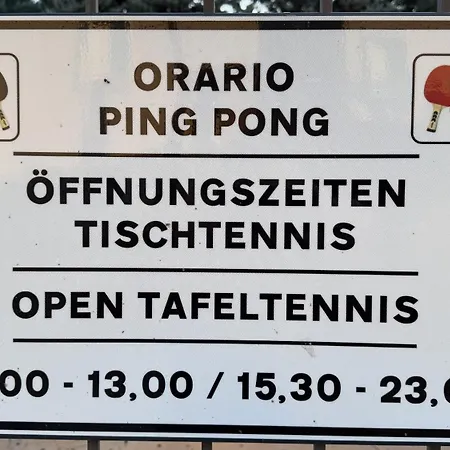 ORARIO
PING PONG
ÖFFNUNGSZEITEN
TISCHTENNIS
OPEN TAFELTENNIS
00 - 13,00 / 15,30 - 23,